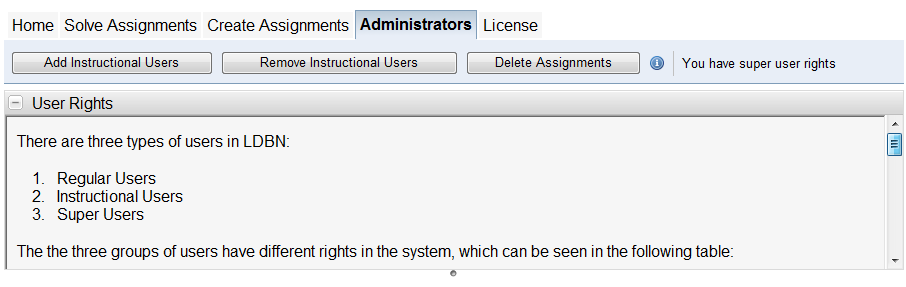 Home Solve Assignments Create Assignments Administrators License
Add Instructional Users Remove Instructional Users Delete Assignments You have super user rights
User Rights
There are three types of users in LDBN:
1. Regular Users
2. Instructional Users
3. Super Users
The the three groups of users have different rights in the system, which can be seen in the following table: